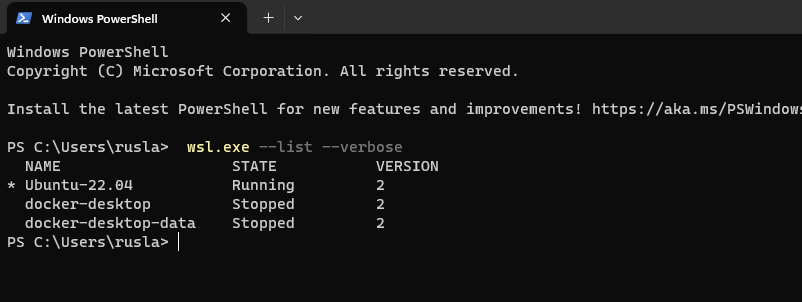 Windows PowerShell
Windows PowerShell
Copyright (C) Microsoft Corporation. All rights reserved.
Install the latest PowerShell for new features and improvements! https://aka.ms/PSWindows
PS C:\Users\rusla>  wsl.exe --list --verbose
  NAME                   STATE           VERSION
* Ubuntu-22.04           Running         2
  docker-desktop         Stopped         2
  docker-desktop-data    Stopped         2
PS C:\Users\rusla>